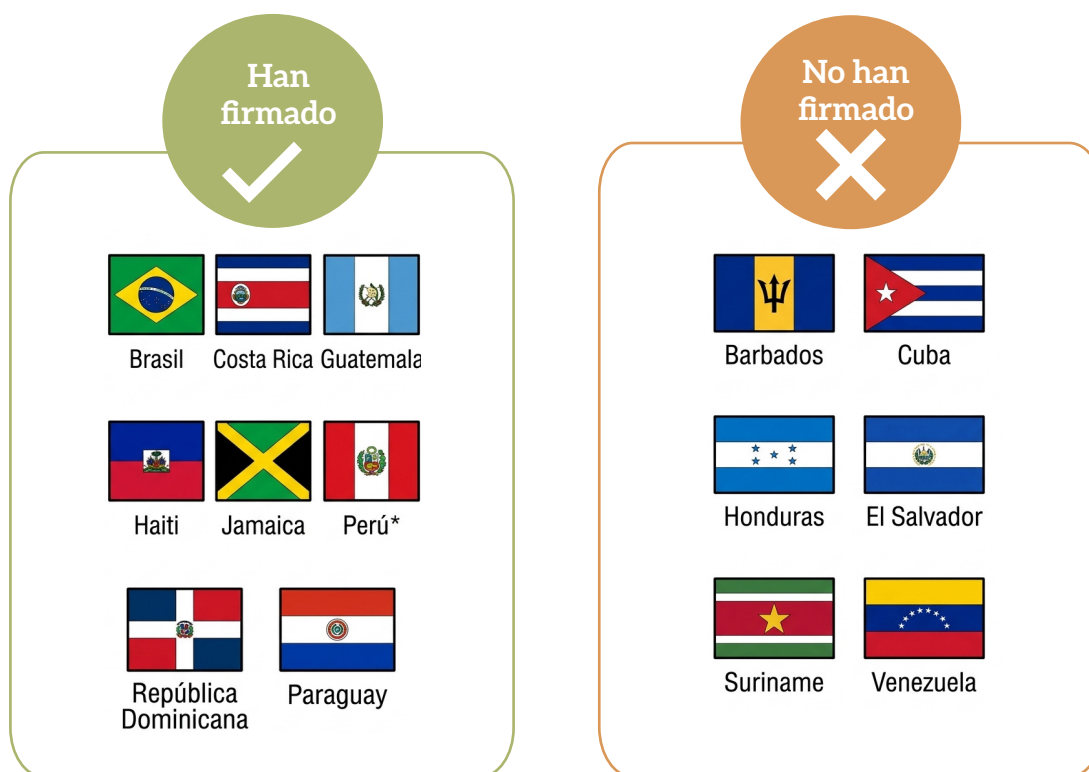 Han
firmado
No han
firmado
Brasil
Costa Rica
Guatemala
Haiti
Jamaica
Perú*
República
Dominicana
Paraguay
Barbados
Cuba
Honduras
El Salvador
Suriname
Venezuela